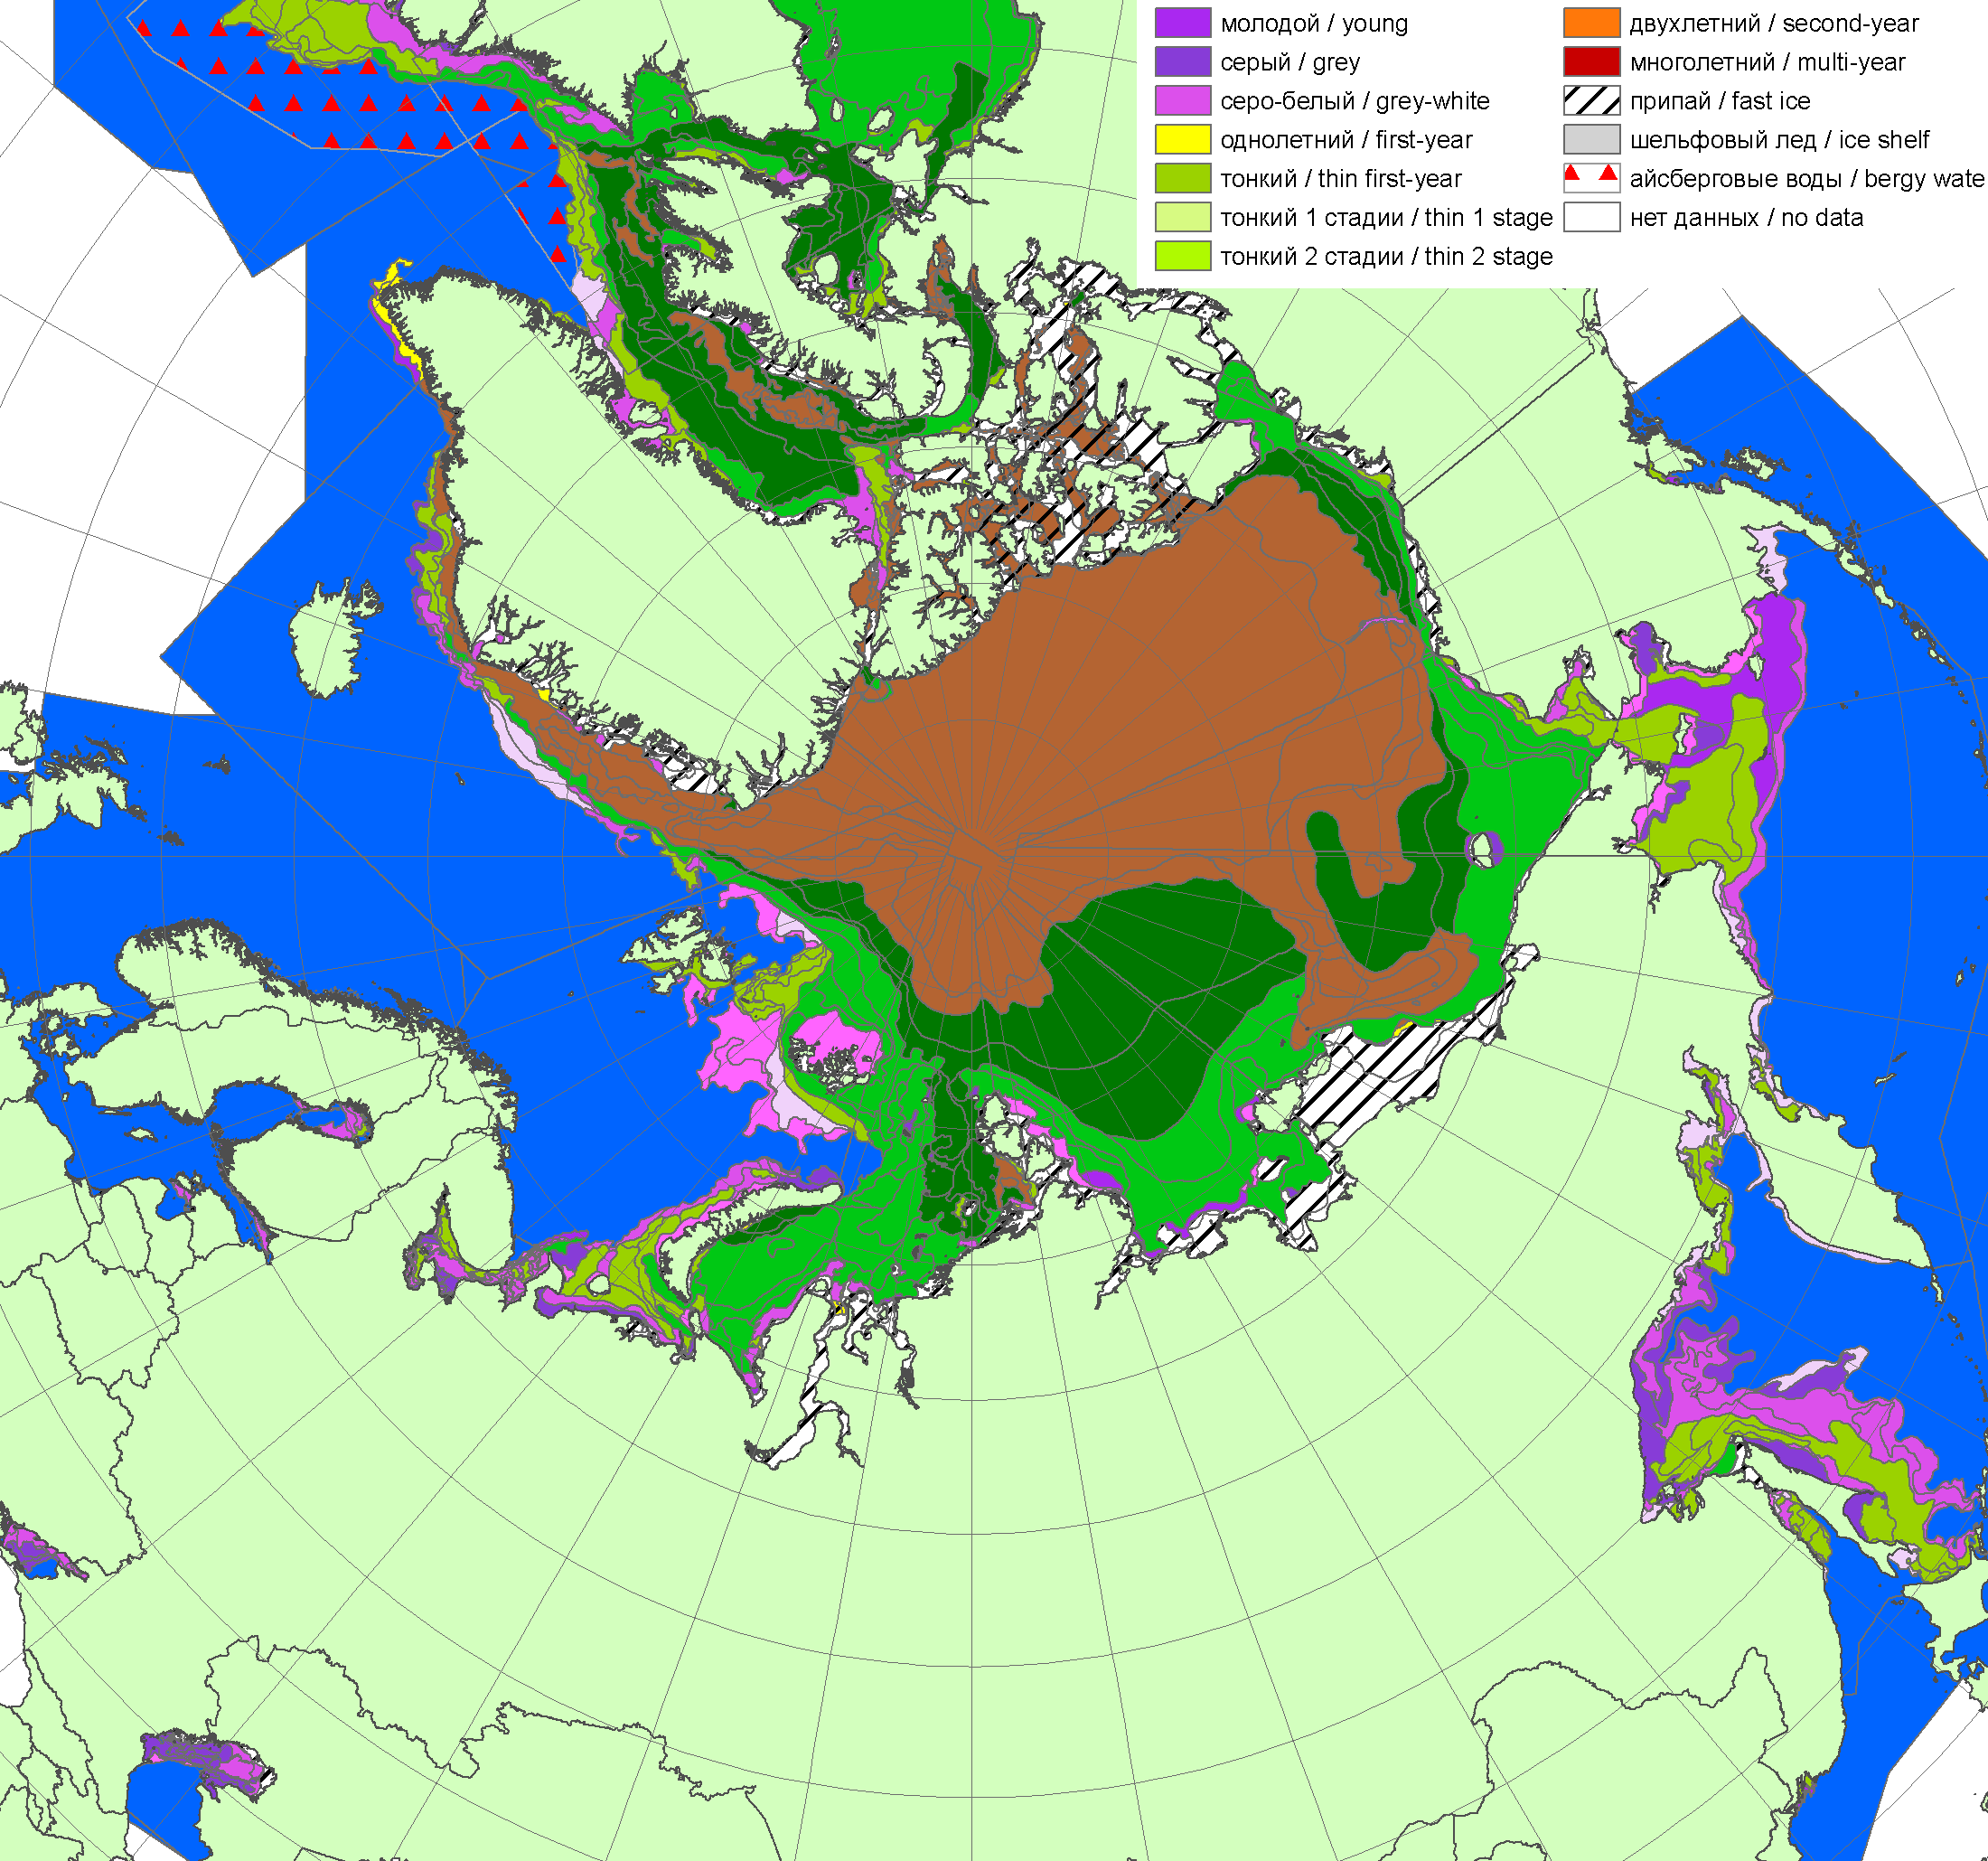 молодой / young
серый / grey
серо-белый / grey-white
однолетний / first-year
тонкий / thin first-year
тонкий 1 стадии / thin 1 stage
тонкий 2 стадии / thin 2 stage
двухлетний / second-year
многолетний / multi-year
припай / fast ice
шельфовый лед / ice shelf
айсберговые воды / bergy wate
нет данных / no data